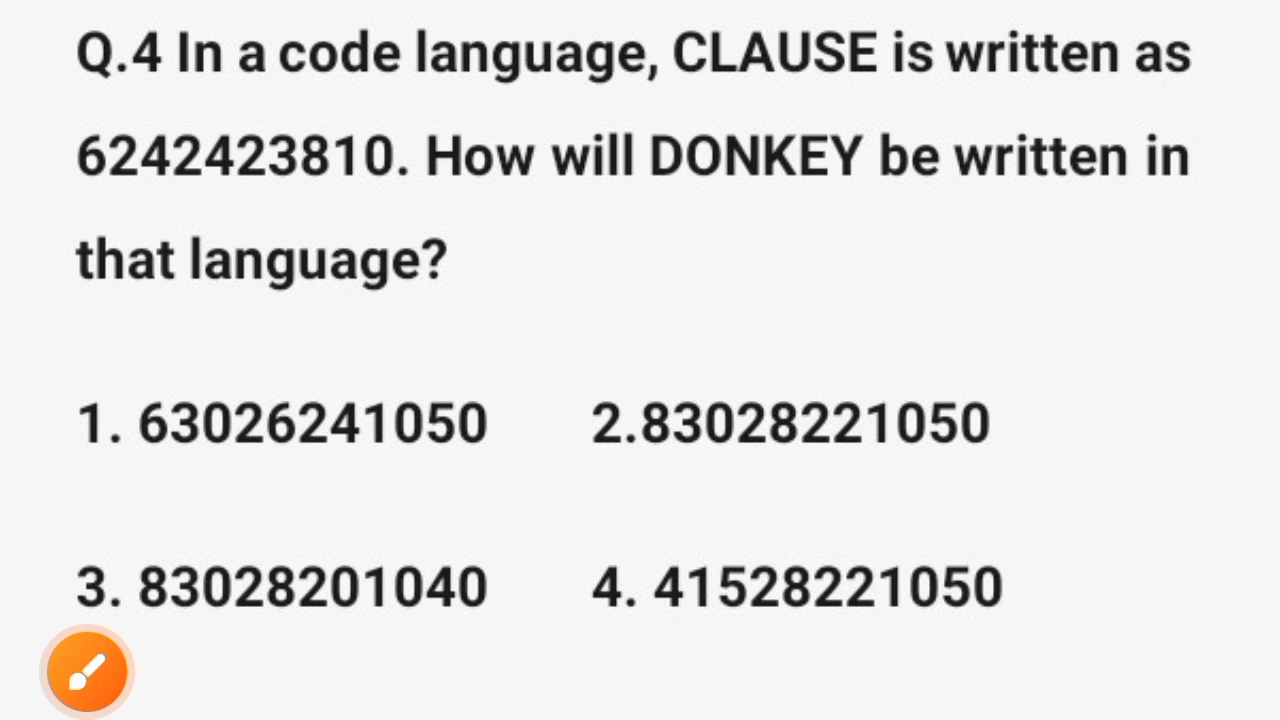 Q.4 In a code language, CLAUSE is written as
6242423810. How will DONKEY be written in
that language?
1. 63026241050 2.83028221050
3. 83028201040 4. 41528221050